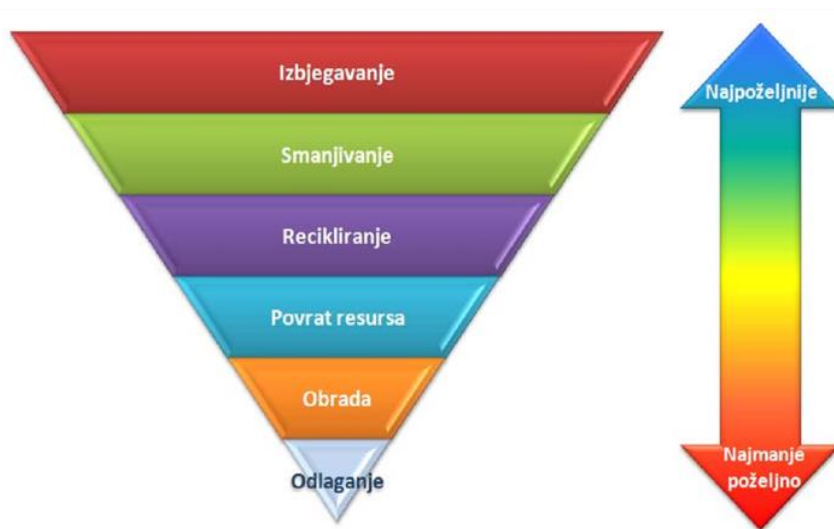 Izbjegavanje
Najpoželjnije
Smanjivanje
Recikliranje
Povrat resursa
Obrada
Odlaganje
Najmanje
poželjno